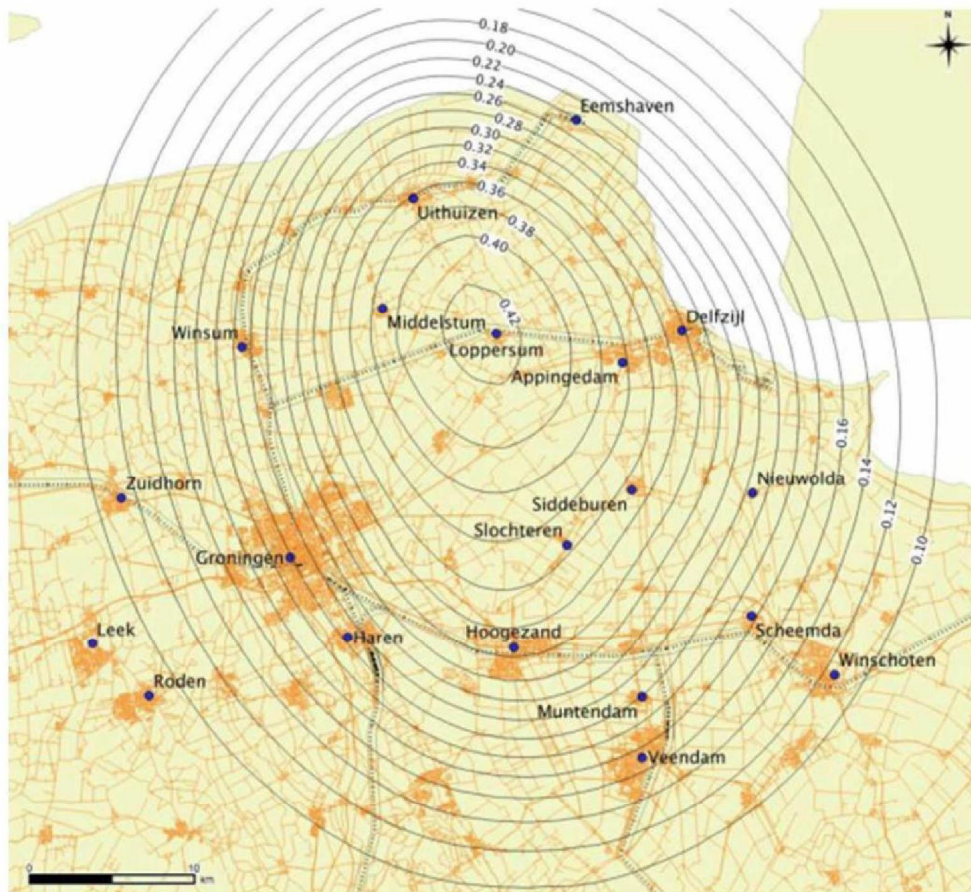 0.18
N
0.20
0.22
0.24
0.26
Eemshaven
0.28
0.30
0.32
0.34
0.36
Uithuizen
0.38
0.40
Middelstum
0.42
Delfzijl
Winsum
Loppersum
Appingedam
0.16
0.14
Zuidhorn
Nieuwolda
Siddeburen
0.12
Slochteren
0.10
Groningen
Leek
Haren
Hoogezand
Scheemda
Winschoten
Roden
Muntendam
Veendam
0
10
km